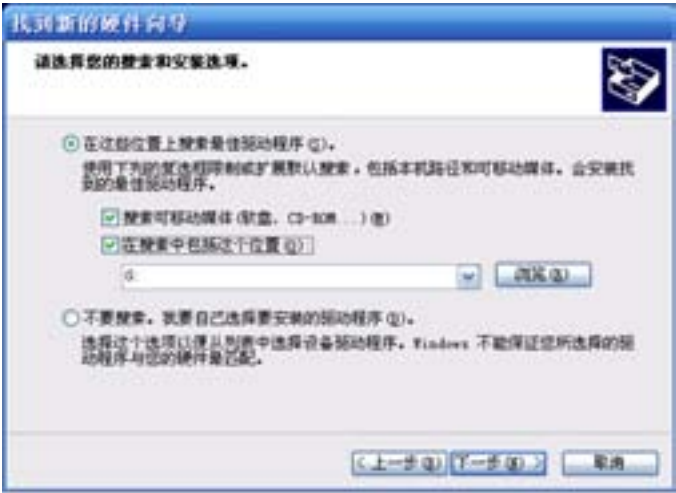 找到新的硬件向导
请选择您的搜索和安装选项。
在这些位置上搜索最佳驱动程序(S)。
使用下列的复选框限制或扩展默认搜索，包括本机路径和可移动媒体。会安装找
到的最佳驱动程序。
搜索可移动媒体(软盘、CD-ROM...)(M)
在搜索中包括这个位置(O):
浏览(R)
不要搜索。我要自己选择要安装的驱动程序(D)。
选择这个选项以便从列表中选择设备驱动程序。Windows 不能保证您所选择的驱
动程序与您的硬件最匹配。
<上一步(B) 下一步(N) > 取消